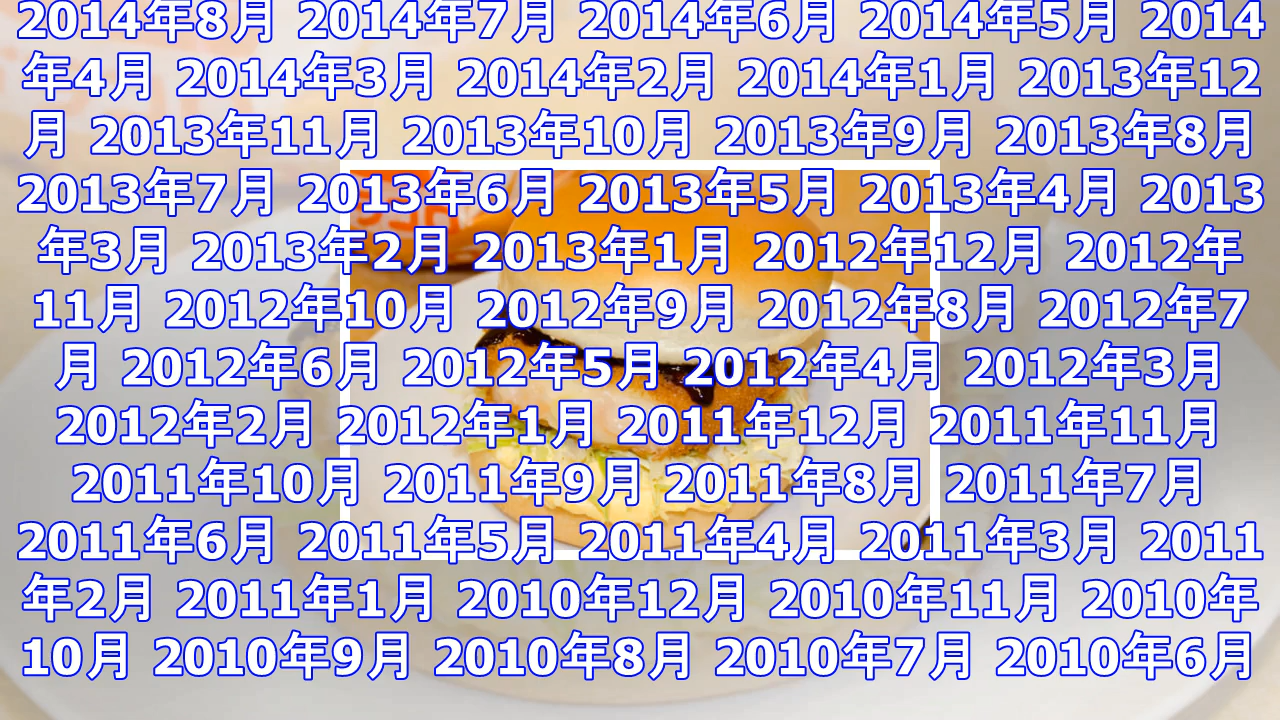 2014年8月 2014年7月 2014年6月 2014年5月 2014
年4月 2014年3月 2014年2月 2014年1月 2013年12
月 2013年11月 2013年10月 2013年9月 2013年8月
2013年7月 2013年6月 2013年5月 2013年4月 2013
年3月 2013年2月 2013年1月 2012年12月 2012年
11月 2012年10月 2012年9月 2012年8月 2012年7
月 2012年6月 2012年5月 2012年4月 2012年3月
2012年2月 2012年1月 2011年12月 2011年11月
2011年10月 2011年9月 2011年8月 2011年7月
2011年6月 2011年5月 2011年4月 2011年3月 2011
年2月 2011年1月 2010年12月 2010年11月 2010年
10月 2010年9月 2010年8月 2010年7月 2010年6月